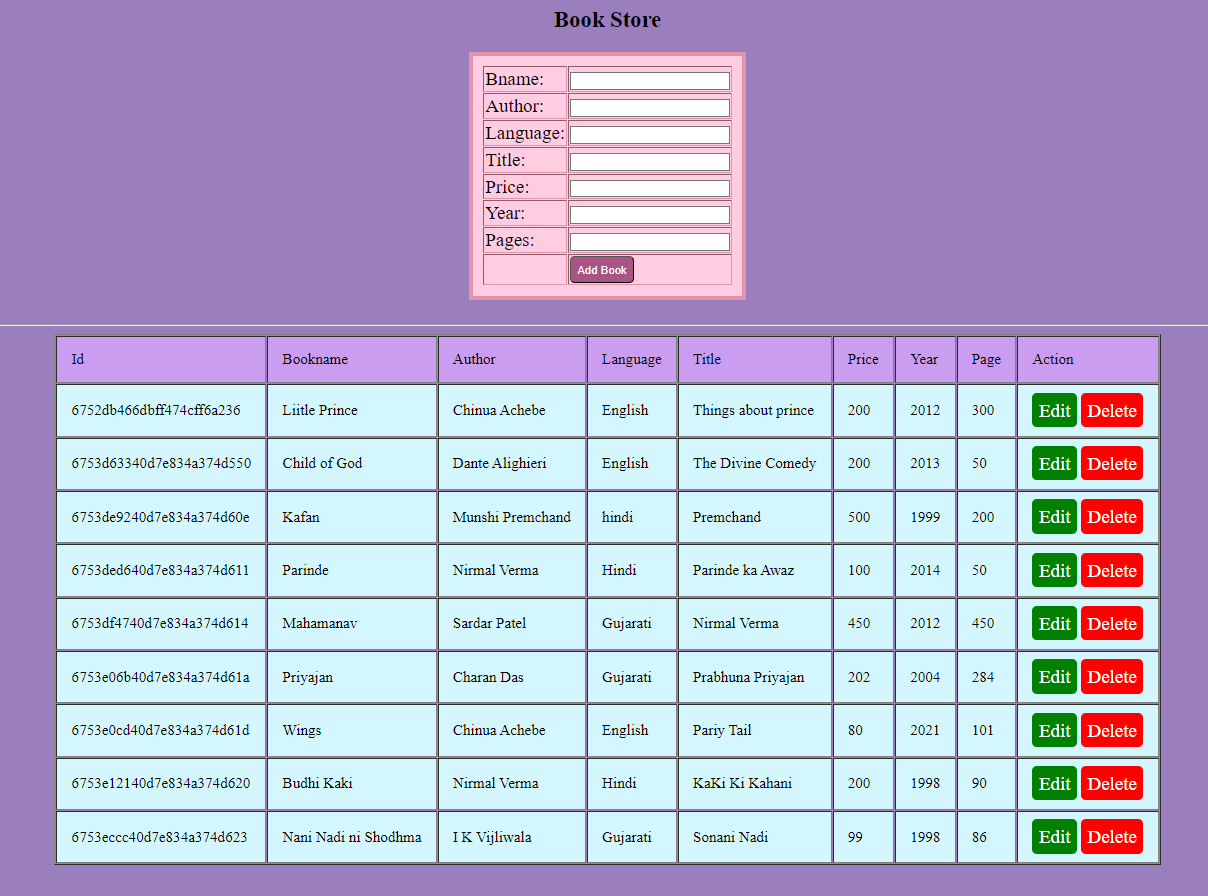 Book Store
Bname:
Author:
Language:
Title:
Price:
Year:
Pages:
Add Book
Id Bookname Author Language Title Price Year Page Action
6752db466dbff474cff6a236 Liitle Prince Chinua Achebe English Things about prince 200 2012 300 Edit Delete
6753d63340d7e834a374d550 Child of God Dante Alighieri English The Divine Comedy 200 2013 50 Edit Delete
6753de9240d7e834a374d60e Kafan Munshi Premchand hindi Premchand 500 1999 200 Edit Delete
6753ded640d7e834a374d611 Parinde Nirmal Verma Hindi Parinde ka Awaz 100 2014 50 Edit Delete
6753df4740d7e834a374d614 Mahamanav Sardar Patel Gujarati Nirmal Verma 450 2012 450 Edit Delete
6753e06b40d7e834a374d61a Priyajan Charan Das Gujarati Prabhuna Priyajan 202 2004 284 Edit Delete
6753e0cd40d7e834a374d61d Wings Chinua Achebe English Pariy Tail 80 2021 101 Edit Delete
6753e12140d7e834a374d620 Budhi Kaki Nirmal Verma Hindi KaKi Ki Kahani 200 1998 90 Edit Delete
6753eccc40d7e834a374d623 Nani Nadi ni Shodhma I K Vijliwala Gujarati Sonani Nadi 99 1998 86 Edit Delete